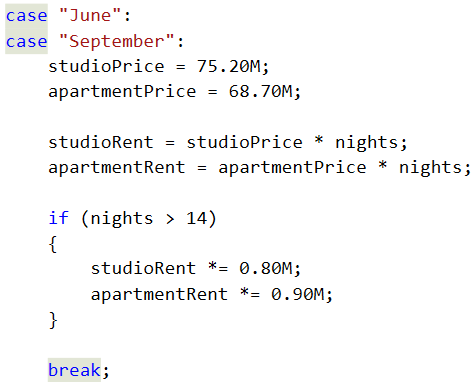 case "June":
case "September":
studioPrice = 75.20M;
apartmentPrice = 68.70M;
studioRent = studioPrice * nights;
apartmentRent = apartmentPrice * nights;
if (nights > 14)
{
studioRent *= 0.80M;
apartmentRent *= 0.90M;
}
break;